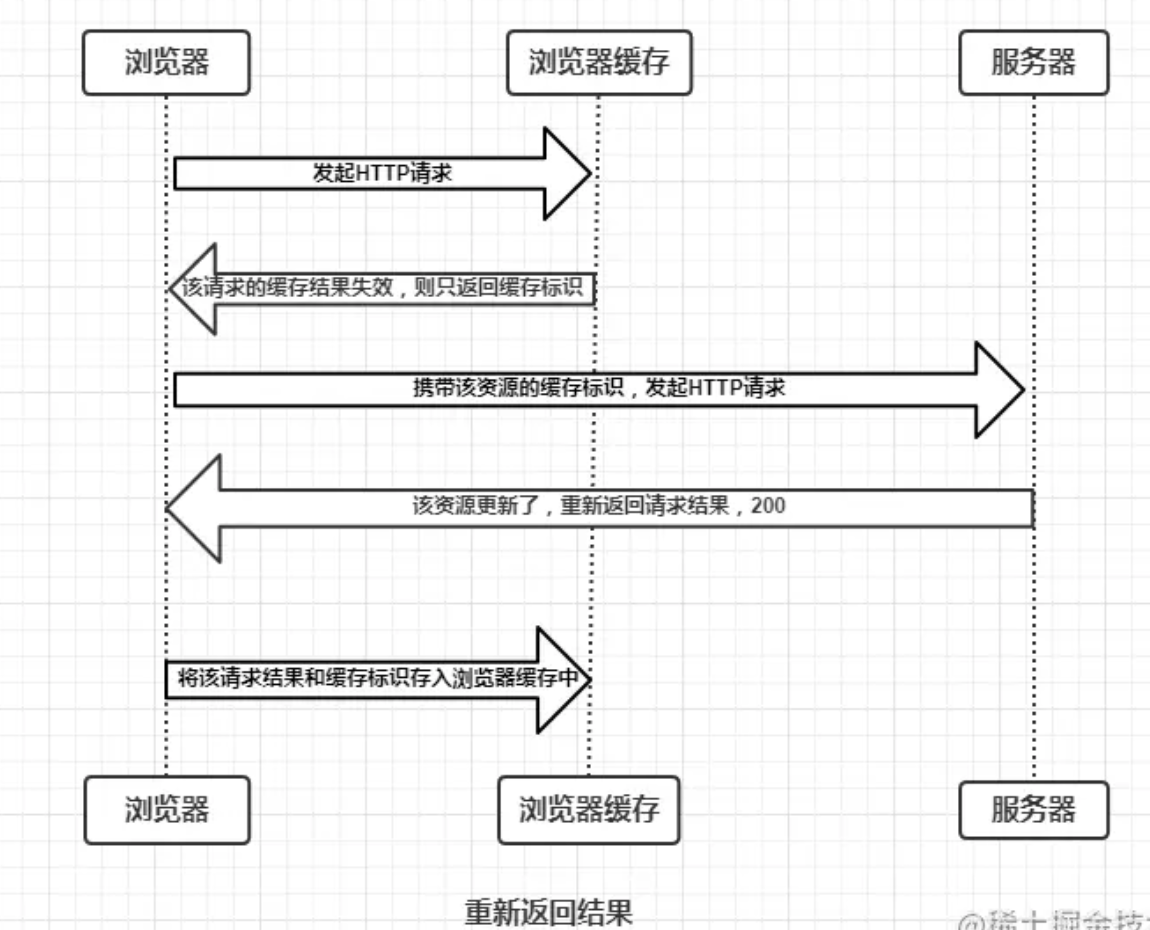 浏览器
浏览器缓存
服务器
发起HTTP请求
该请求的缓存结果失效，则只返回缓存标识
携带该资源的缓存标识，发起HTTP请求
该资源更新了，重新返回请求结果，200
将该请求结果和缓存标识存入浏览器缓存中
浏览器
浏览器缓存
服务器
重新返回结果
@稀土掘金技